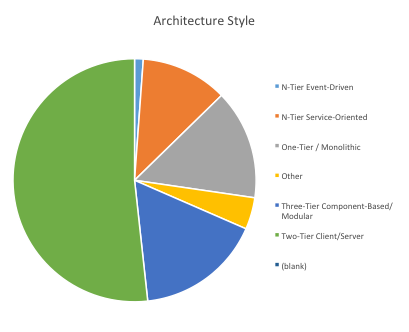 Architecture Style
N-Tier Event-Driven
N-Tier Service-Oriented
One-Tier / Monolithic
Other
Three-Tier Component-Based/
Modular
Two-Tier Client/Server
(blank)